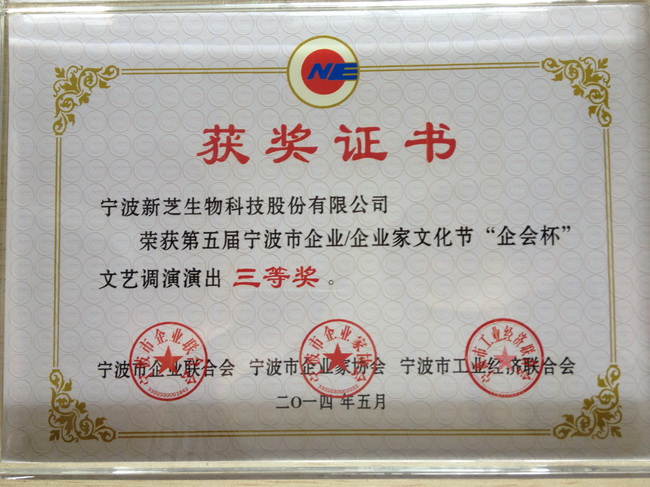 NE
获奖证书
宁波新芝生物科技股份有限公司
荣获第五届宁波市企业/企业家文化节“企会杯”
文艺调演演出 三等奖。
宁波市企业联合会 宁波市企业家协会 宁波市工业经济联合会
二〇一四年五月